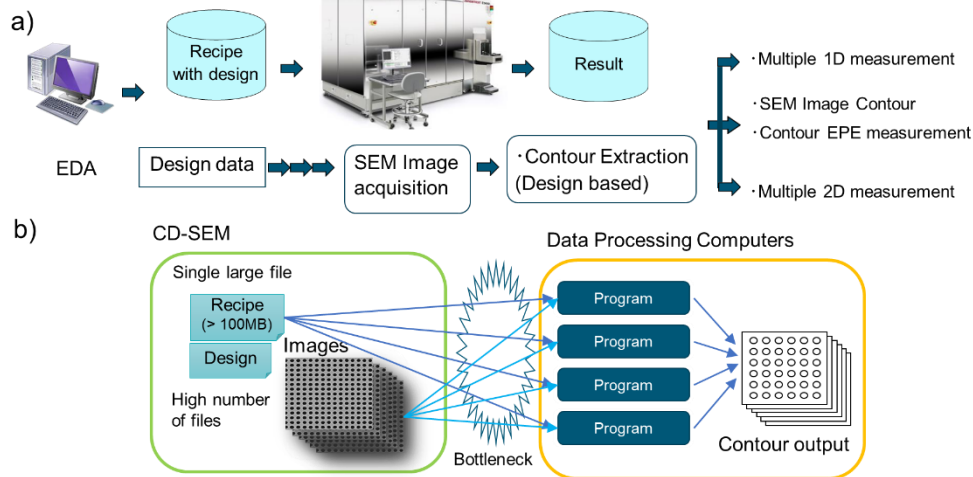 a)
Recipe
with design
Result
EDA
Design data
SEM Image
acquisition
・Contour Extraction
(Design based)
・Multiple 1D measurement
・SEM Image Contour
・Contour EPE measurement
・Multiple 2D measurement
b)
CD-SEM
Single large file
Recipe
(> 100MB)
Design
Images
High number
of files
Bottleneck
Data Processing Computers
Program
Program
Program
Program
Contour output